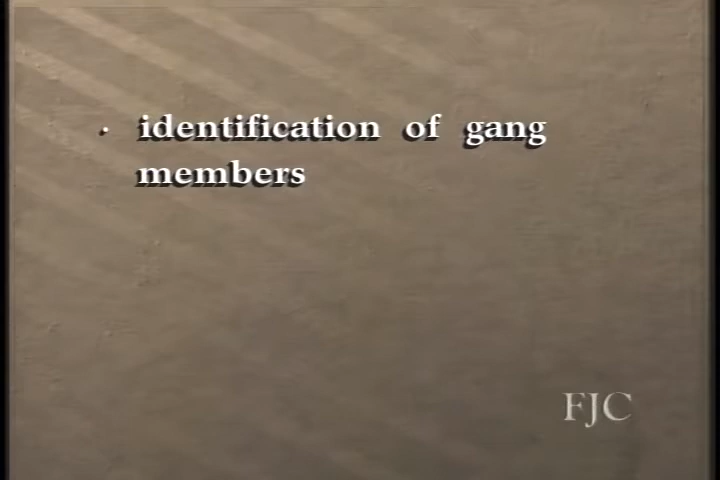 · identification of gang
members
FJC